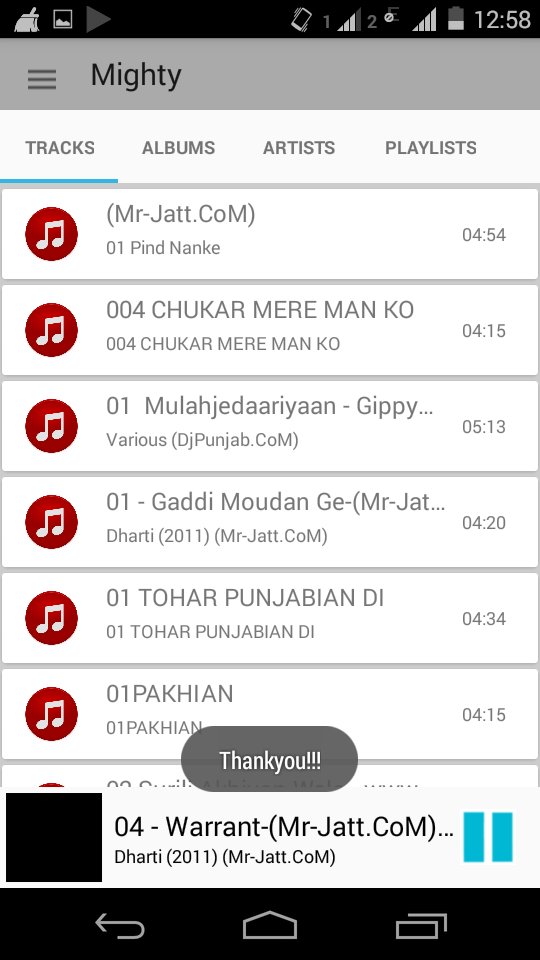 1 2 12:58
Mighty
TRACKS ALBUMS ARTISTS PLAYLISTS
(Mr-Jatt.CoM)
01 Pind Nanke
04:54
004 CHUKAR MERE MAN KO
004 CHUKAR MERE MAN KO
04:15
01 Mulahjedaariyaan - Gippy...
Various (DjPunjab.CoM)
05:13
01 - Gaddi Moudan Ge-(Mr-Jat...
Dharti (2011) (Mr-Jatt.CoM)
04:20
01 TOHAR PUNJABIAN DI
01 TOHAR PUNJABIAN DI
04:34
01PAKHIAN
01PAKHIAN
04:15
Thankyou!!!
04 - Warrant-(Mr-Jatt.CoM)...
Dharti (2011) (Mr-Jatt.CoM)